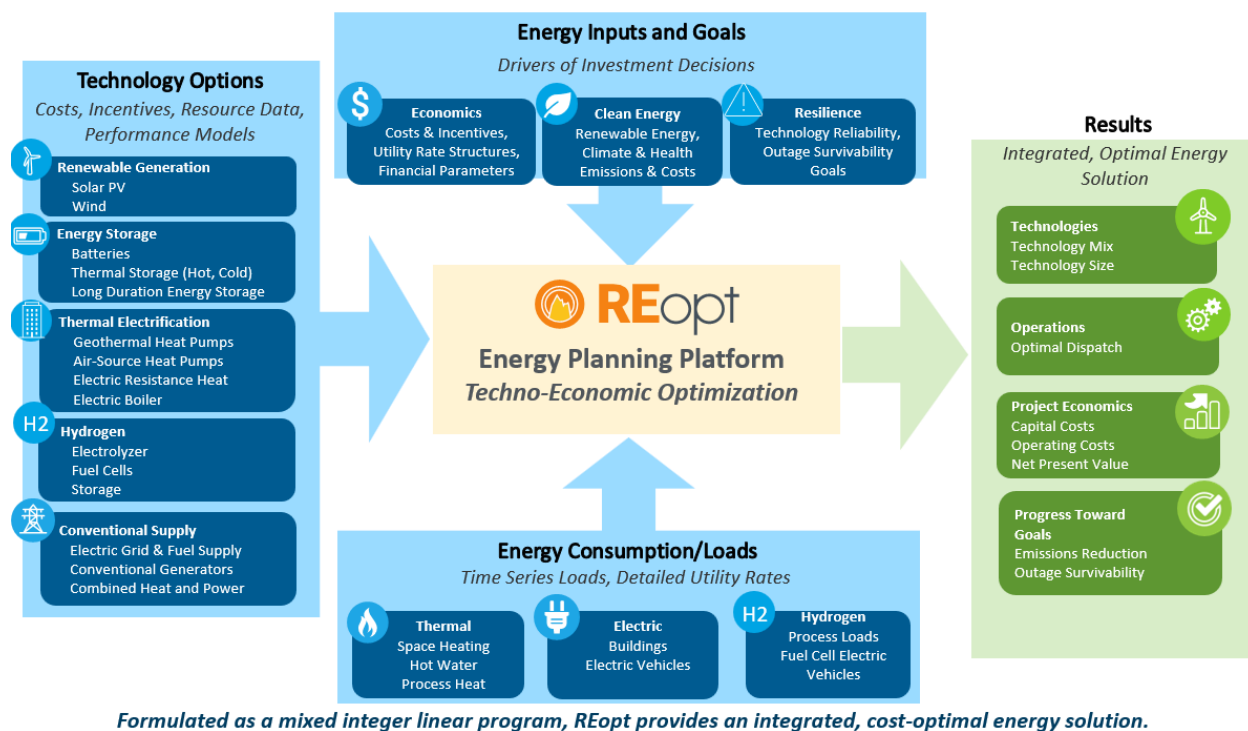 Energy Inputs and Goals
Drivers of Investment Decisions
Economics
Costs & Incentives,
Utility Rate Structures,
Financial Parameters
Clean Energy
Renewable Energy,
Climate & Health
Emissions & Costs
Resilience
Technology Reliability,
Outage Survivability
Goals
Technology Options
Costs, Incentives, Resource Data,
Performance Models
Renewable Generation
Solar PV
Wind
Energy Storage
Batteries
Thermal Storage (Hot, Cold)
Long Duration Energy Storage
Thermal Electrification
Geothermal Heat Pumps
Air-Source Heat Pumps
Electric Resistance Heat
Electric Boiler
H2
Hydrogen
Electrolyzer
Fuel Cells
Storage
Conventional Supply
Electric Grid & Fuel Supply
Conventional Generators
Combined Heat and Power
REopt
Energy Planning Platform
Techno-Economic Optimization
Energy Consumption/Loads
Time Series Loads, Detailed Utility Rates
Thermal
Space Heating
Hot Water
Process Heat
Electric
Buildings
Electric Vehicles
H2
Hydrogen
Process Loads
Fuel Cell Electric
Vehicles
Results
Integrated, Optimal Energy
Solution
Technologies
Technology Mix
Technology Size
Operations
Optimal Dispatch
Project Economics
Capital Costs
Operating Costs
Net Present Value
Progress Toward
Goals
Emissions Reduction
Outage Survivability
Formulated as a mixed integer linear program, REopt provides an integrated, cost-optimal energy solution.